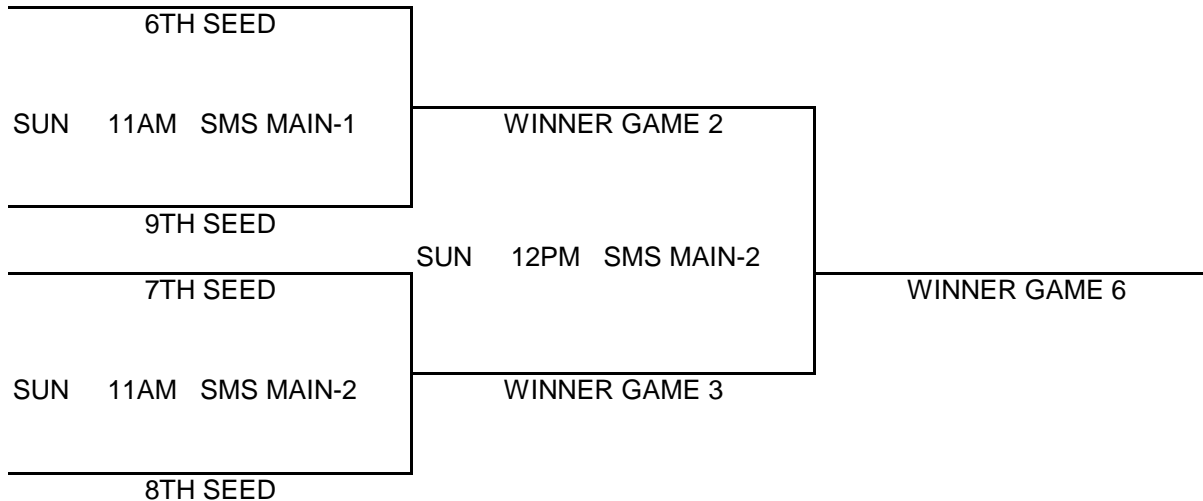 6TH SEED
SUN 11AM SMS MAIN-1
WINNER GAME 2
9TH SEED
SUN 12PM SMS MAIN-2
7TH SEED
WINNER GAME 6
SUN 11AM SMS MAIN-2
WINNER GAME 3
8TH SEED